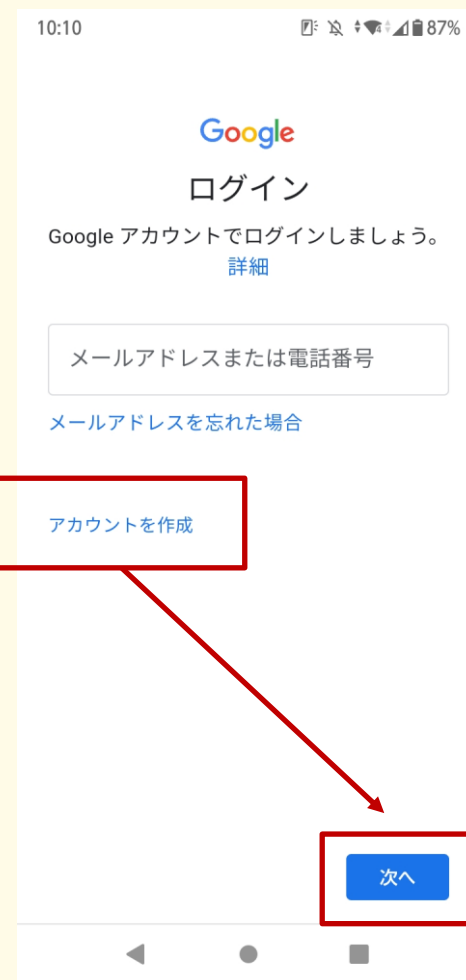 10:10 87%
Google
ログイン
Google アカウントでログインしましょう。
詳細
メールアドレスまたは電話番号
メールアドレスを忘れた場合
アカウントを作成
次へ